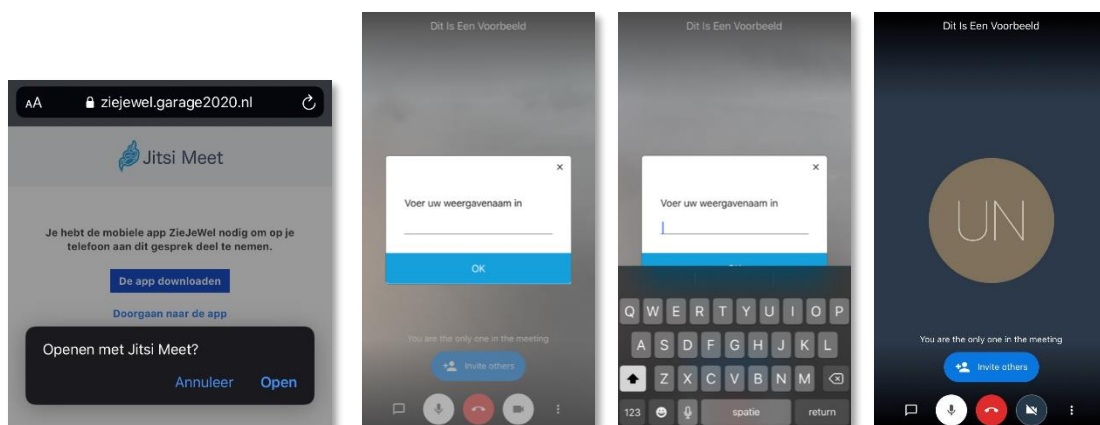 AA ziejewel.garage2020.nl
Jitsi Meet
Je hebt de mobiele app ZieJeWel nodig om op je
telefoon aan dit gesprek deel te nemen.
De app downloaden
Doorgaan naar de app
Openen met Jitsi Meet?
Annuleer Open
Dit Is Een Voorbeeld
×
Voer uw weergavenaam in
OK
You are the only one in the meeting
Invite others
Dit Is Een Voorbeeld
×
Voer uw weergavenaam in
Q W E R T Y U I O P
A S D F G H J K L
Z X C V B N M
123 spatie return
Dit Is Een Voorbeeld
UN
You are the only one in the meeting
Invite others